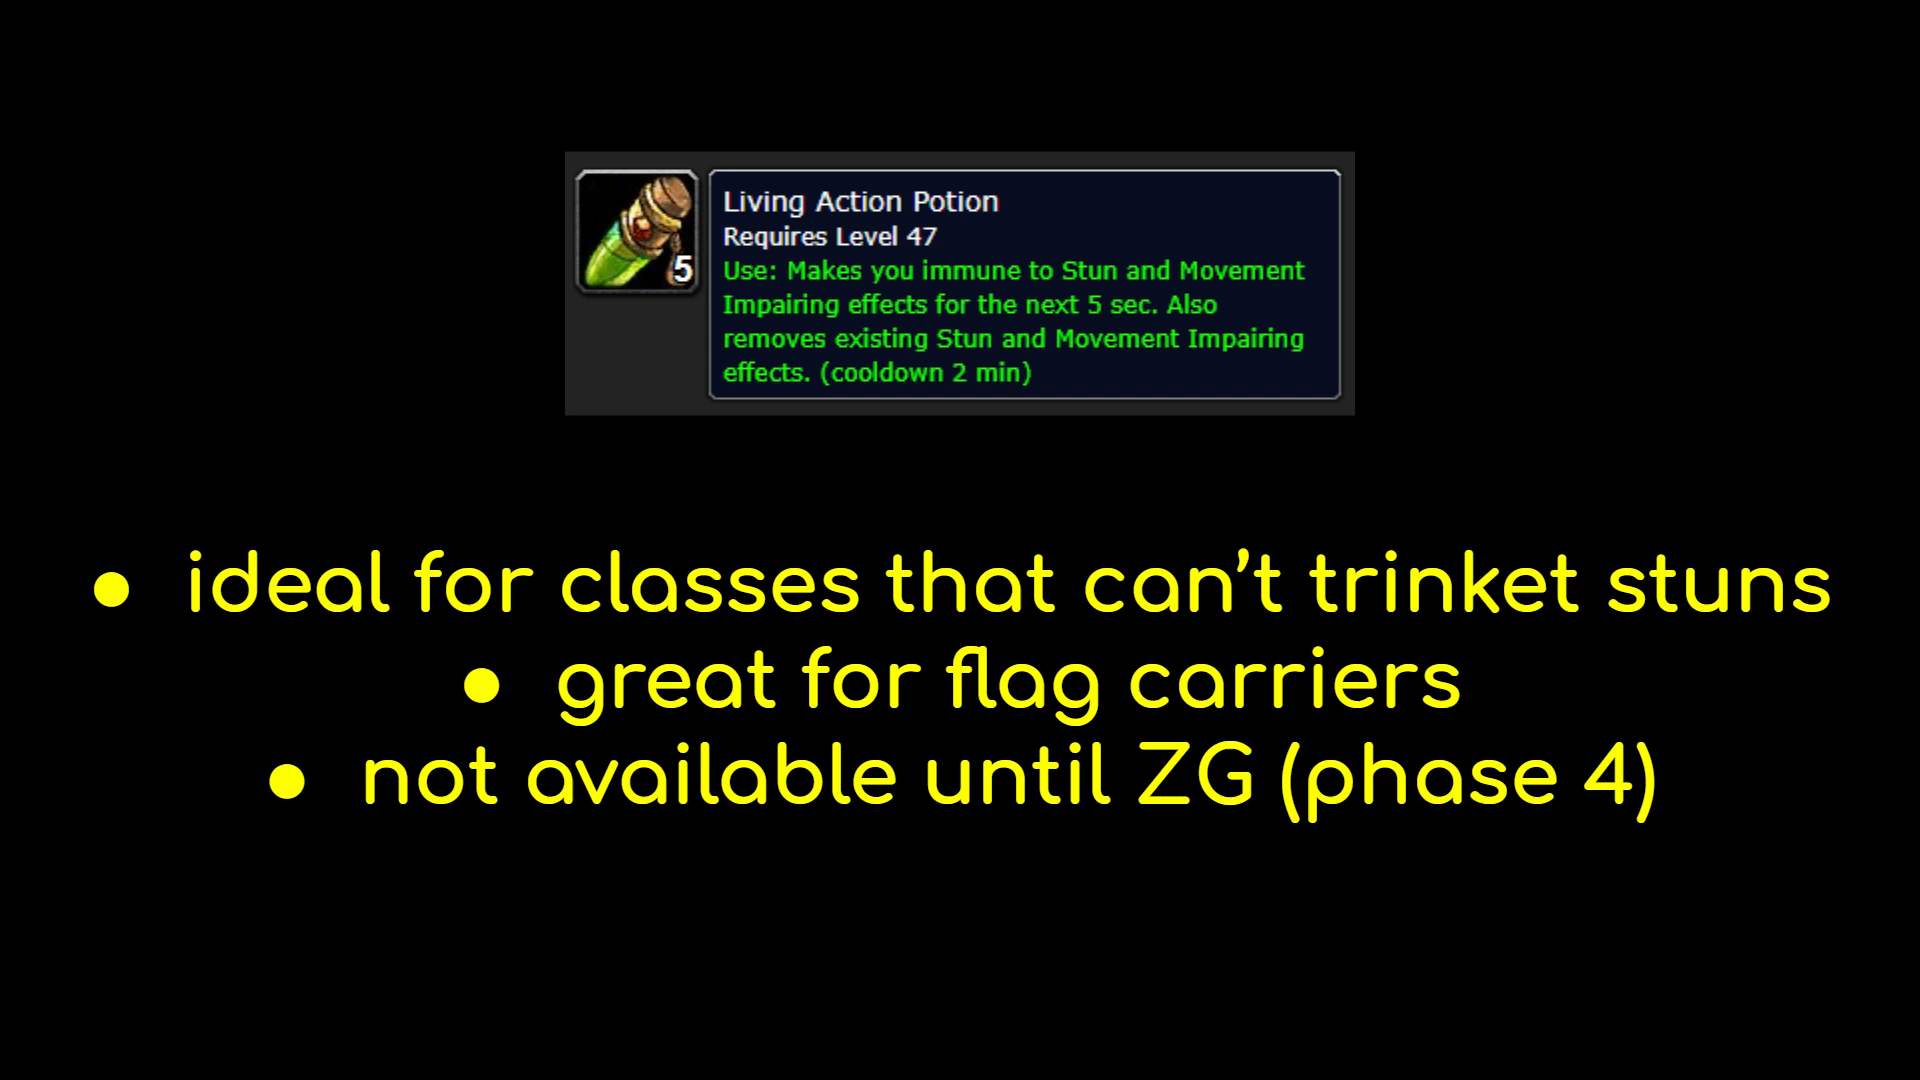 5
Living Action Potion
Requires Level 47
Use: Makes you immune to Stun and Movement
Impairing effects for the next 5 sec. Also
removes existing Stun and Movement Impairing
effects. (cooldown 2 min)
● ideal for classes that can’t trinket stuns
● great for flag carriers
● not available until ZG (phase 4)